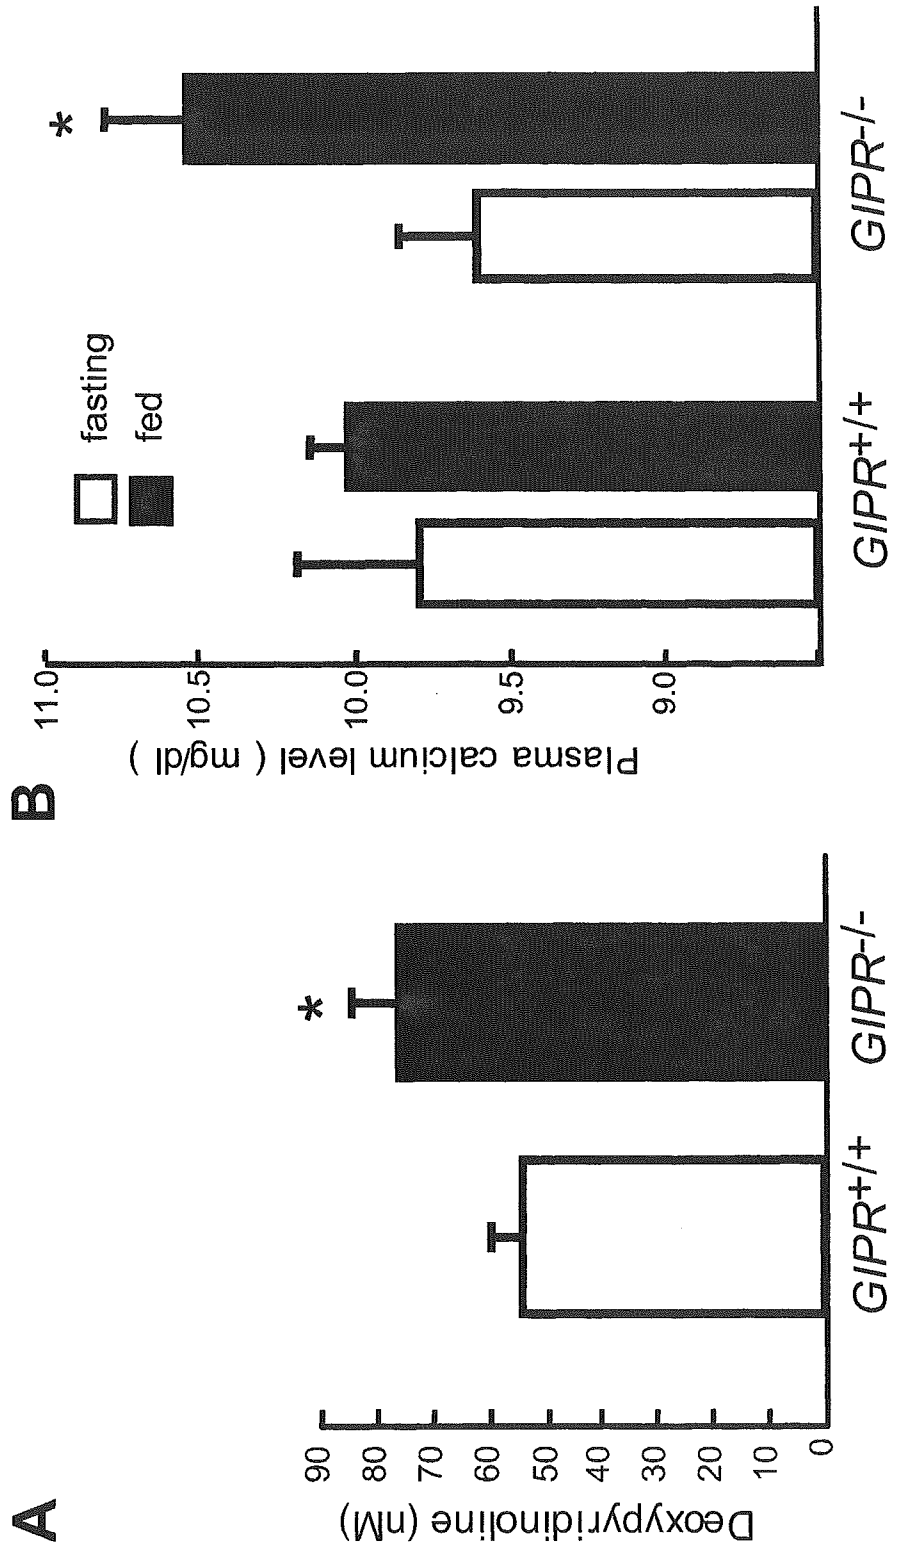 A
Deoxypyridinoline (nM)
90
80
70
60
50
40
30
20
10
0
*
GIPR+/+
GIPR-/-
B
Plasma calcium level ( mg/dl )
11.0
10.5
10.0
9.5
9.0
fasting
fed
*
GIPR+/+
GIPR-/-